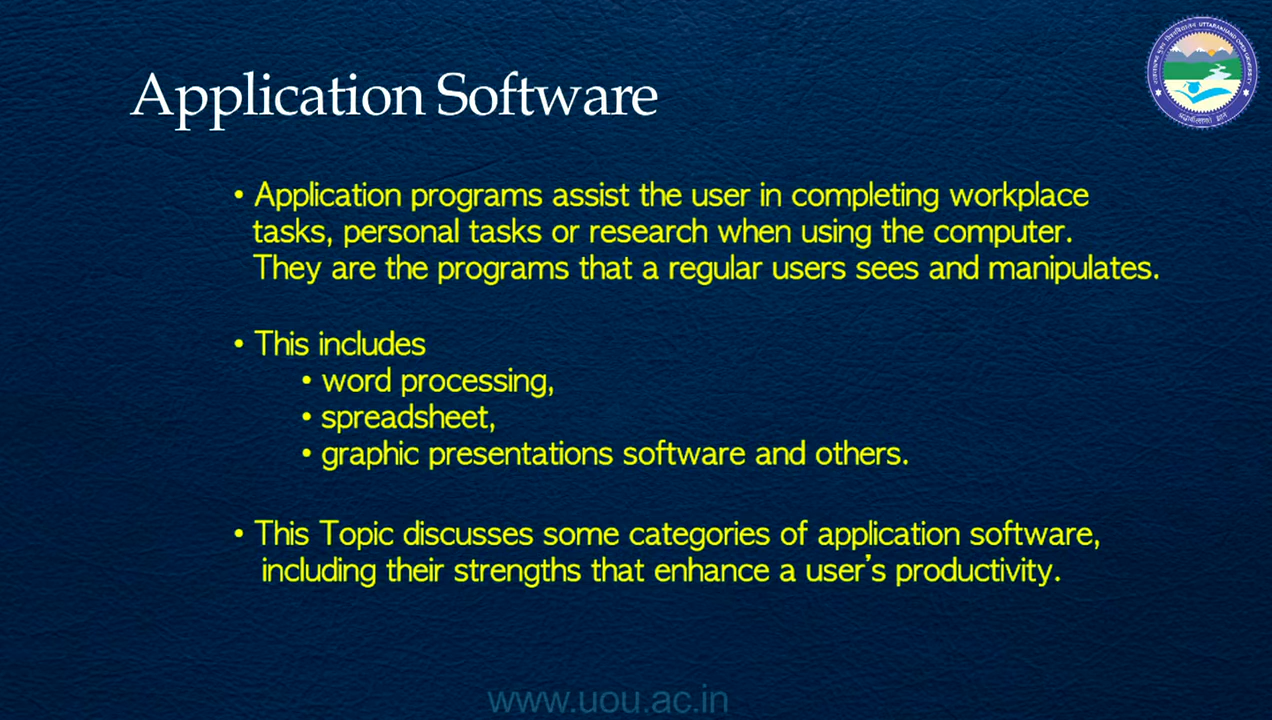 Application Software
• Application programs assist the user in completing workplace
tasks, personal tasks or research when using the computer.
They are the programs that a regular users sees and manipulates.
• This includes
• word processing,
• spreadsheet,
• graphic presentations software and others.
• This Topic discusses some categories of application software,
including their strengths that enhance a user's productivity.
www.uou.ac.in
UTTARAKHAND OPEN UNIVERSITY